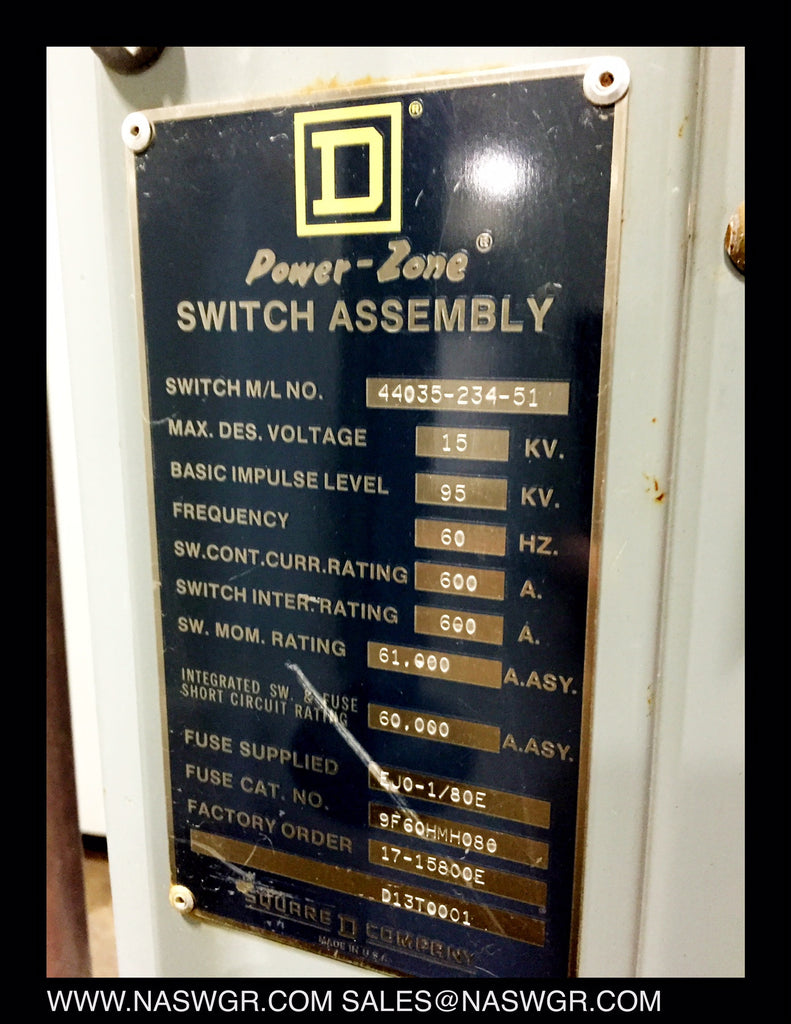 D ®
Power-Zone ®
SWITCH ASSEMBLY
SWITCH M/L NO. 44035-234-51
MAX. DES. VOLTAGE 15 KV.
BASIC IMPULSE LEVEL 95 KV.
FREQUENCY 60 HZ.
SW.CONT.CURR.RATING 600 A.
SWITCH INTER.RATING 600 A.
SW. MOM. RATING 61.000 A.ASY.
INTEGRATED SW. & FUSE
SHORT CIRCUIT RATING 60.000 A.ASY.
FUSE SUPPLIED EJO-1/80E
FUSE CAT. NO. 9F60HMH080
FACTORY ORDER 17-15800E
D13T0001
SQUARE D COMPANY
MADE IN U.S.A.
WWW.NASWGR.COM SALES@NASWGR.COM